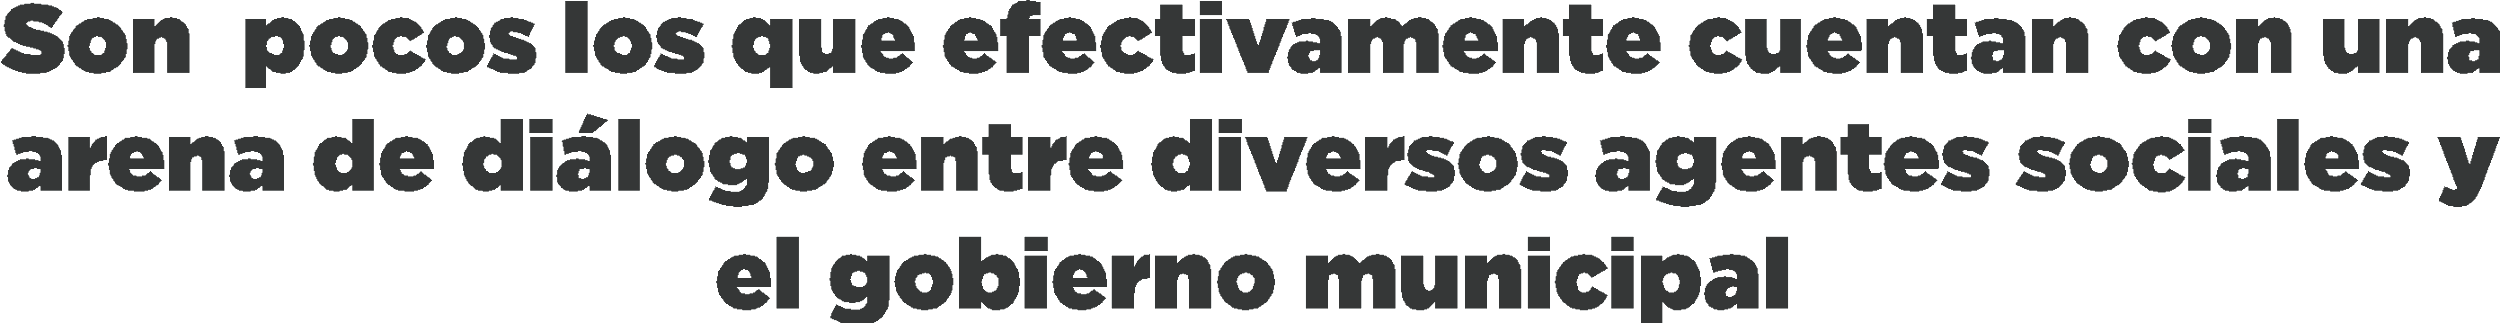 Son pocos los que efectivamente cuentan con una
arena de diálogo entre diversos agentes sociales y
el gobierno municipal